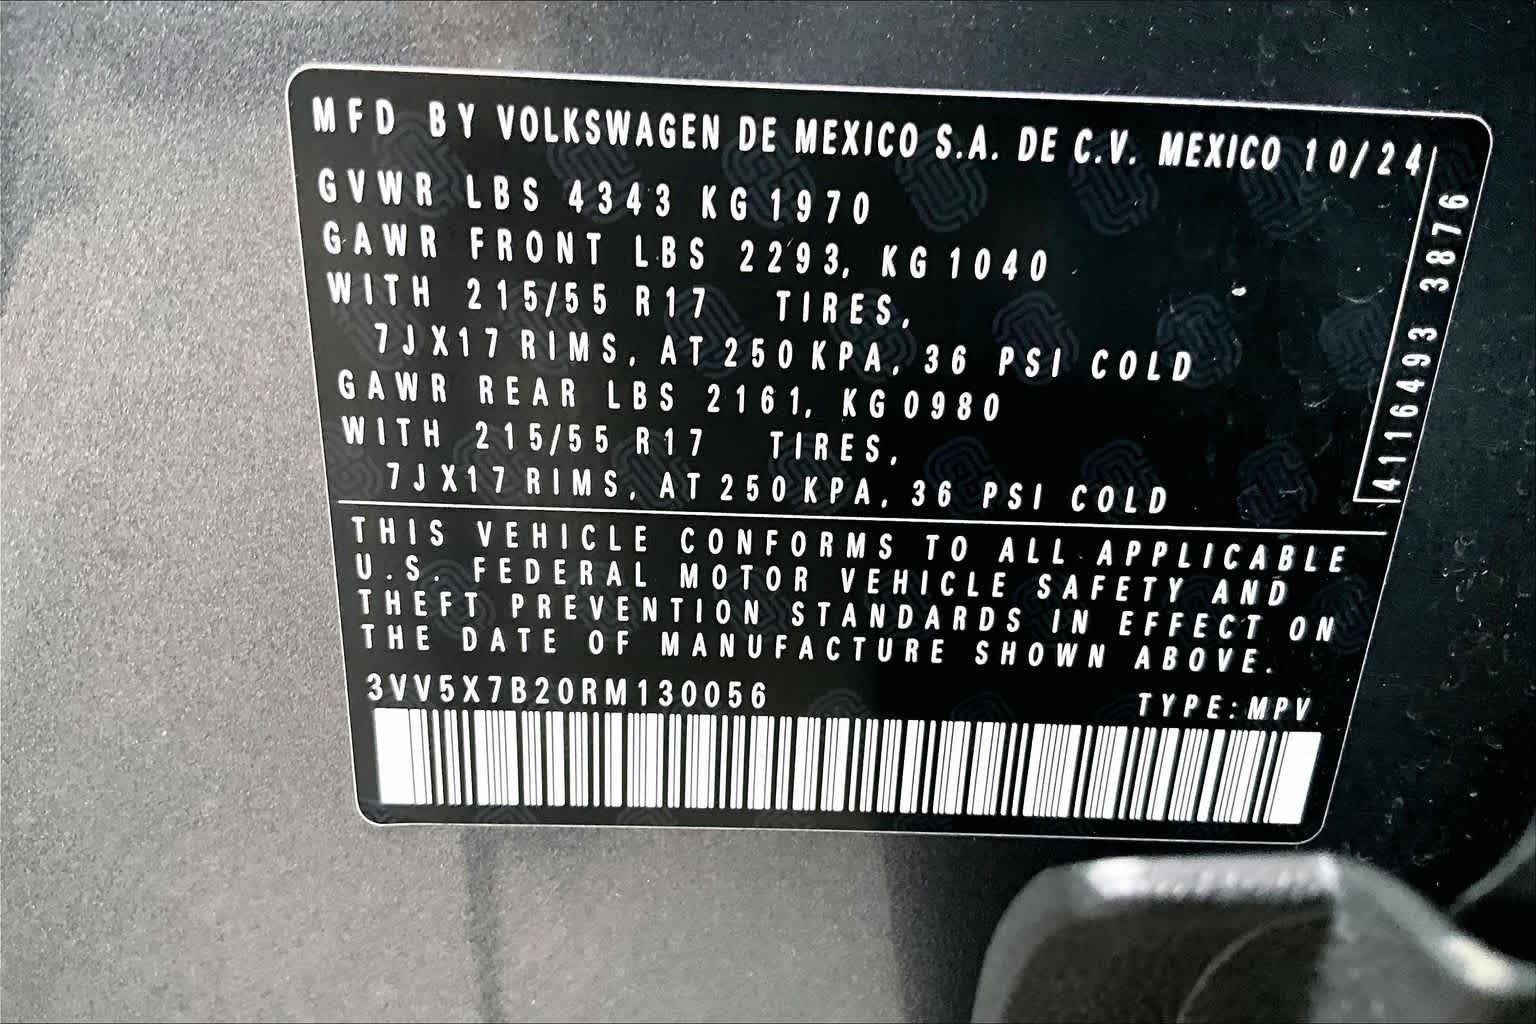 MFD BY VOLKSWAGEN DE MEXICO S.A. DE C.V. MEXICO 10/24
GVWR LBS 4343 KG 1970
GAWR FRONT LBS 2293, KG 1040
WITH 215/55 R17 TIRES,
7JX17 RIMS, AT 250 KPA, 36 PSI COLD
GAWR REAR LBS 2161, KG 0980
WITH 215/55 R17 TIRES,
7JX17 RIMS, AT 250 KPA, 36 PSI COLD
4116493 3876
THIS VEHICLE CONFORMS TO ALL APPLICABLE
U.S. FEDERAL MOTOR VEHICLE SAFETY AND
THEFT PREVENTION STANDARDS IN EFFECT ON
THE DATE OF MANUFACTURE SHOWN ABOVE.
3VV5X7B20RM130056 TYPE:MPV